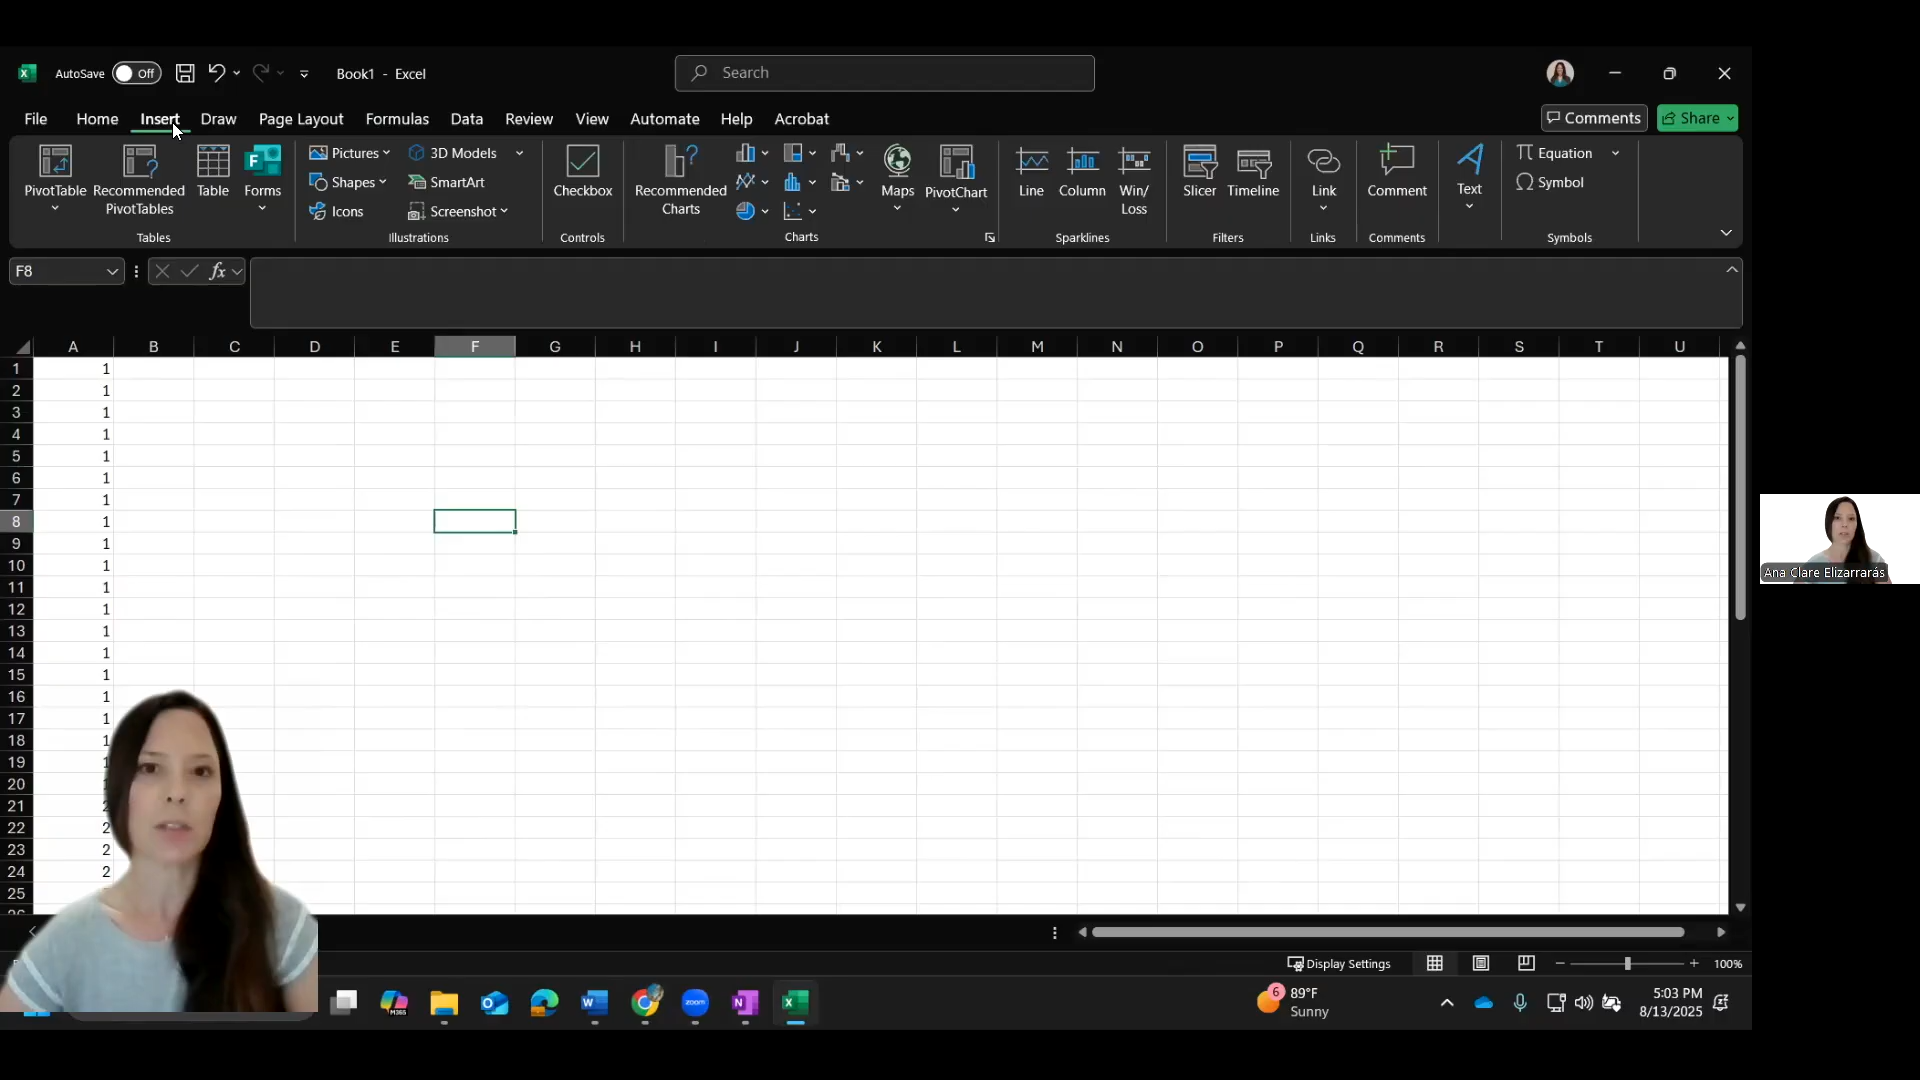 AutoSave Off Book1 - Excel Search
File Home Insert Draw Page Layout Formulas Data Review View Automate Help Acrobat Comments Share
PivotTable Recommended PivotTables Table Forms
Tables
Pictures 3D Models
Shapes SmartArt
Icons Screenshot
Illustrations
Checkbox
Controls
Recommended Charts Maps PivotChart
Charts
Line Column Win/Loss
Sparklines
Slicer Timeline
Filters
Link
Links
Comment
Comments
Text
Equation
Symbol
Symbols
F8 fx
A B C D E F G H I J K L M N O P Q R S T U
1 1
2 1
3 1
4 1
5 1
6 1
7 1
8 1
9 1
10 1
11 1
12 1
13 1
14 1
15 1
16 1
17 1
18 1
19
20
21 2
22 2
23 2
24 2
25
Ana Clare Elizarrarás
Display Settings 100%
M365 zoom
6 89°F
Sunny
5:03 PM
8/13/2025